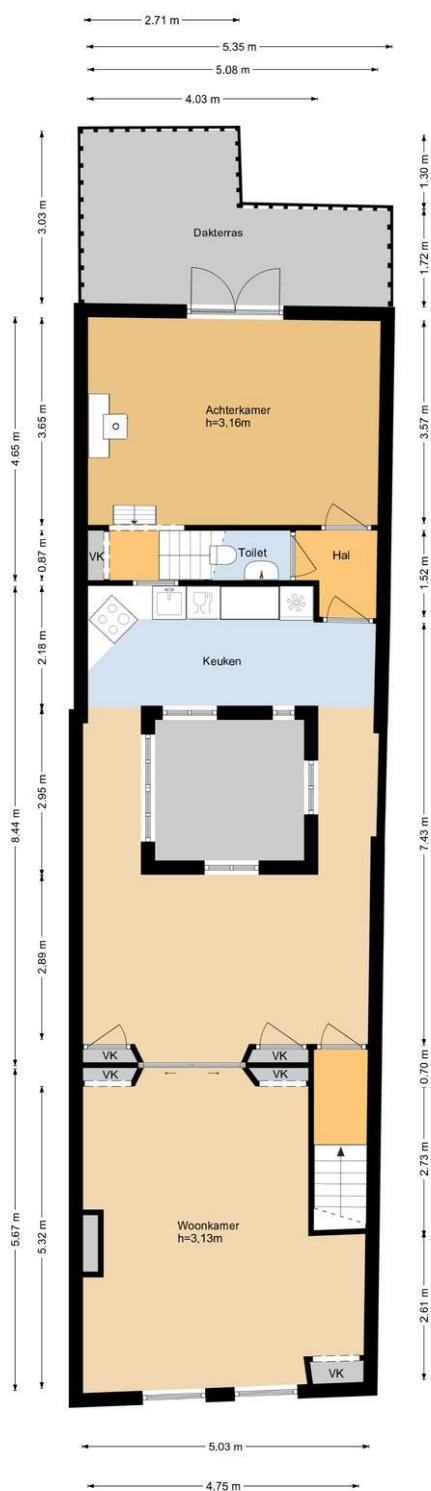 2.71 m
5.35 m
5.08 m
4.03 m
3.03 m
1.30 m
1.72 m
Dakterras
4.65 m
3.65 m
3.57 m
Achterkamer
h=3,16m
0.87 m
VK
Toilet
Hal
1.52 m
2.18 m
Keuken
8.44 m
2.95 m
7.43 m
2.89 m
VK
VK
VK
VK
0.70 m
2.73 m
5.67 m
5.32 m
Woonkamer
h=3,13m
2.61 m
VK
5.03 m
4.75 m